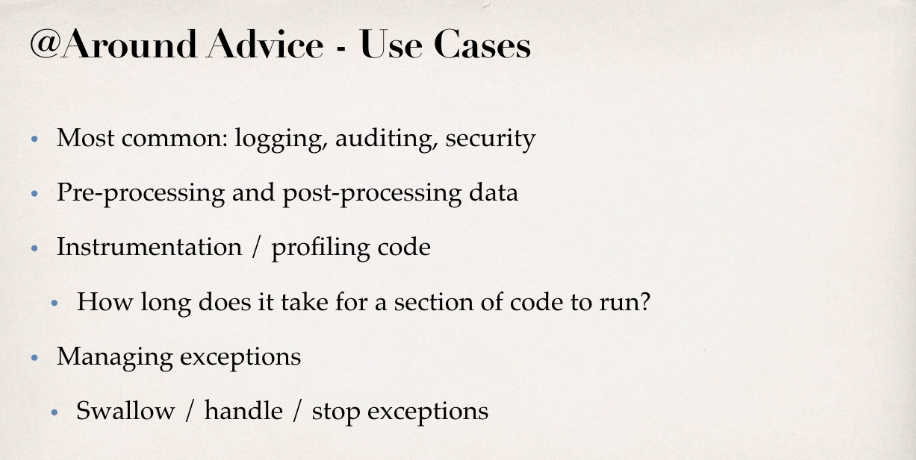 @Around Advice - Use Cases
• Most common: logging, auditing, security
• Pre-processing and post-processing data
• Instrumentation / profiling code
• How long does it take for a section of code to run?
• Managing exceptions
• Swallow / handle / stop exceptions